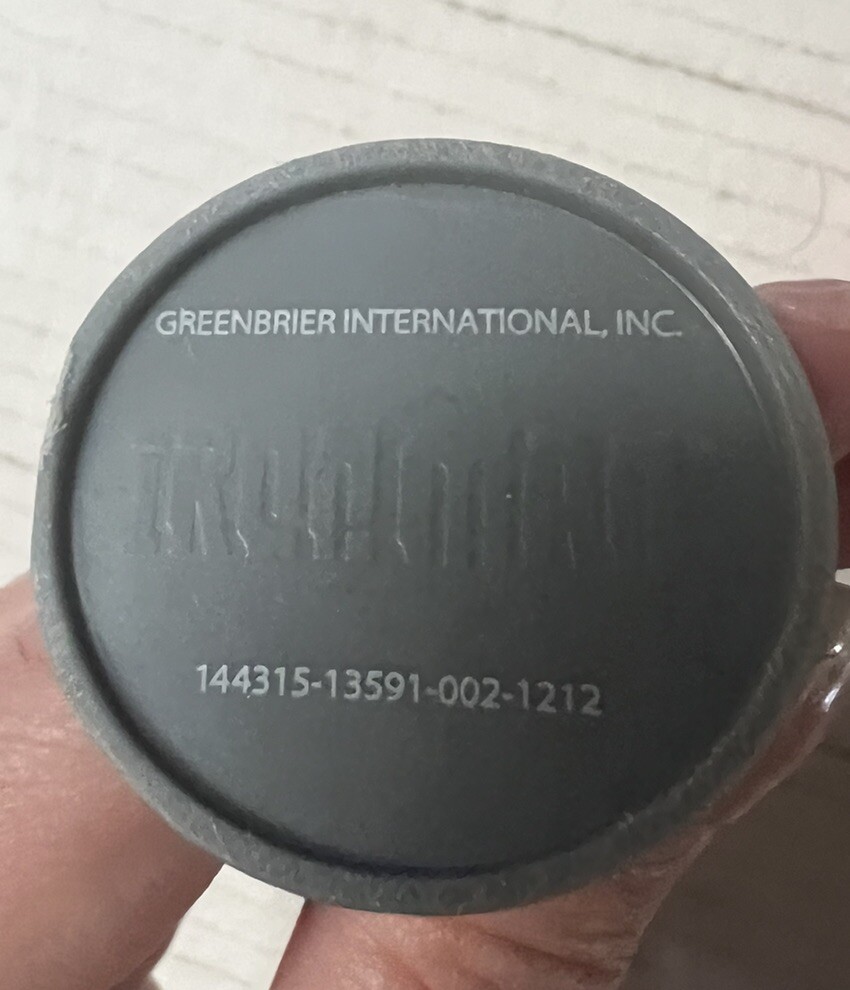 GREENBRIER INTERNATIONAL, INC.
144315-13591-002-1212